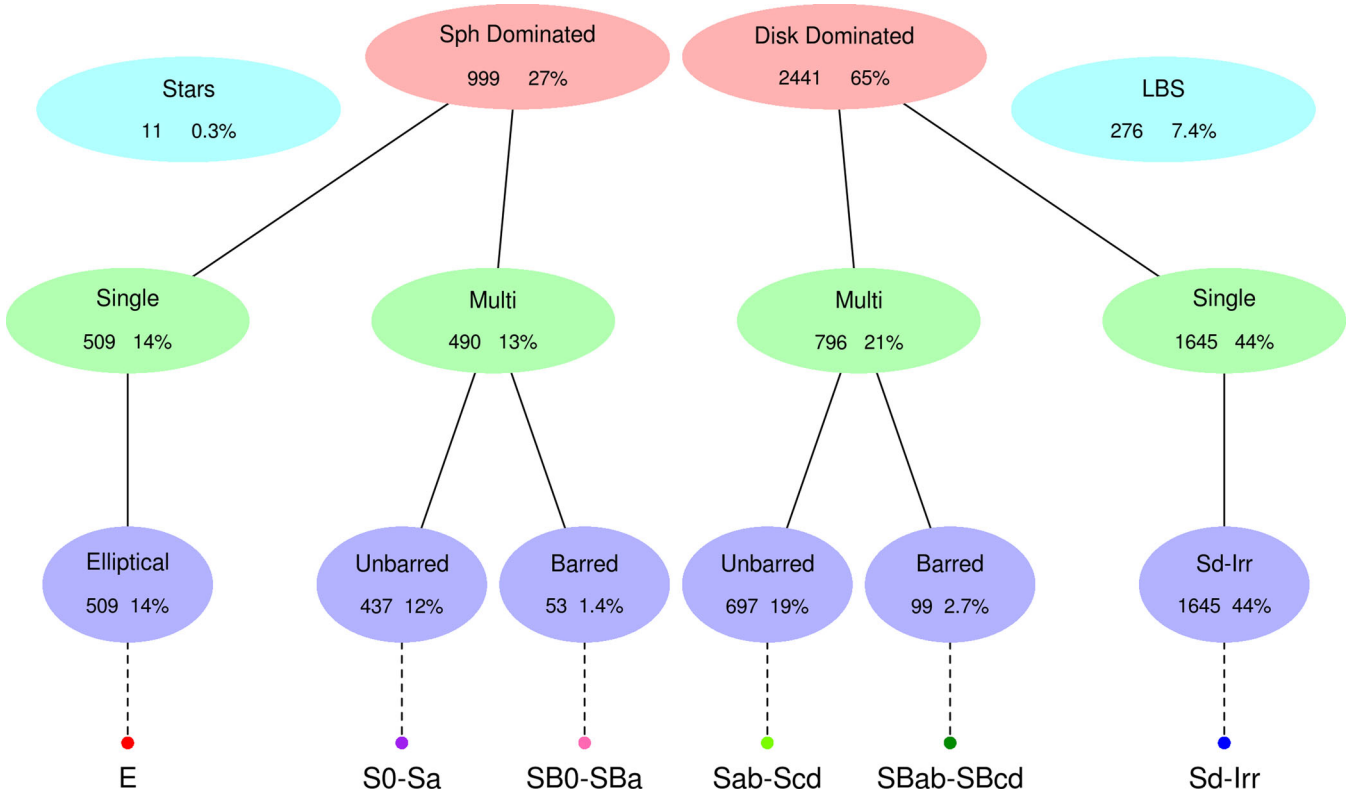 Sph Dominated
999 27%
Disk Dominated
2441 65%
Stars
11 0.3%
LBS
276 7.4%
Single
509 14%
Multi
490 13%
Multi
796 21%
Single
1645 44%
Elliptical
509 14%
Unbarred
437 12%
Barred
53 1.4%
Unbarred
697 19%
Barred
99 2.7%
Sd-Irr
1645 44%
E
S0-Sa
SB0-SBa
Sab-Scd
SBab-SBcd
Sd-Irr